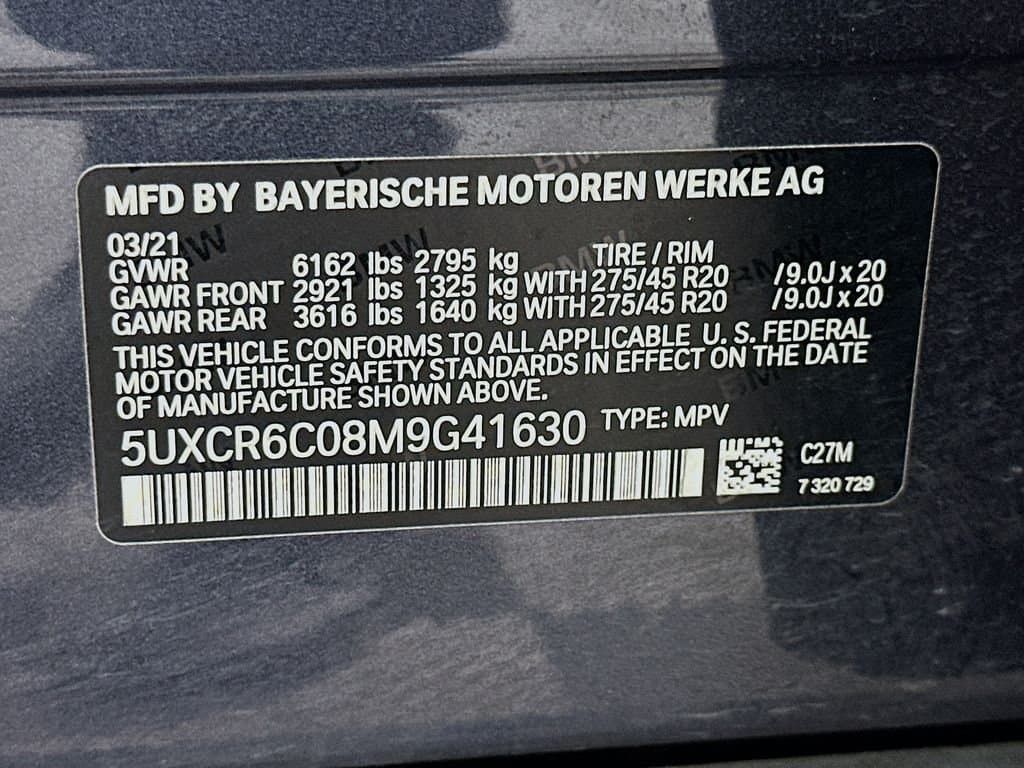 MFD BY BAYERISCHE MOTOREN WERKE AG
03/21 TIRE / RIM
GVWR 6162 lbs 2795 kg
GAWR FRONT 2921 lbs 1325 kg WITH 275/45 R20 /9.0J x 20
GAWR REAR 3616 lbs 1640 kg WITH 275/45 R20 /9.0J x 20
THIS VEHICLE CONFORMS TO ALL APPLICABLE U. S. FEDERAL
MOTOR VEHICLE SAFETY STANDARDS IN EFFECT ON THE DATE
OF MANUFACTURE SHOWN ABOVE.
5UXCR6C08M9G41630 TYPE: MPV
C27M
7 320 729